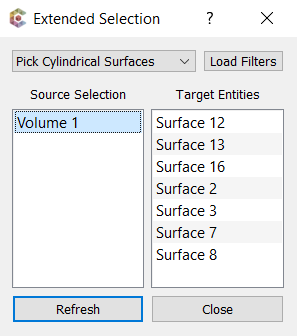 Extended Selection ? ×
Pick Cylindrical Surfaces Load Filters
Source Selection Target Entities
Volume 1 Surface 12
Surface 13
Surface 16
Surface 2
Surface 3
Surface 7
Surface 8
Refresh Close